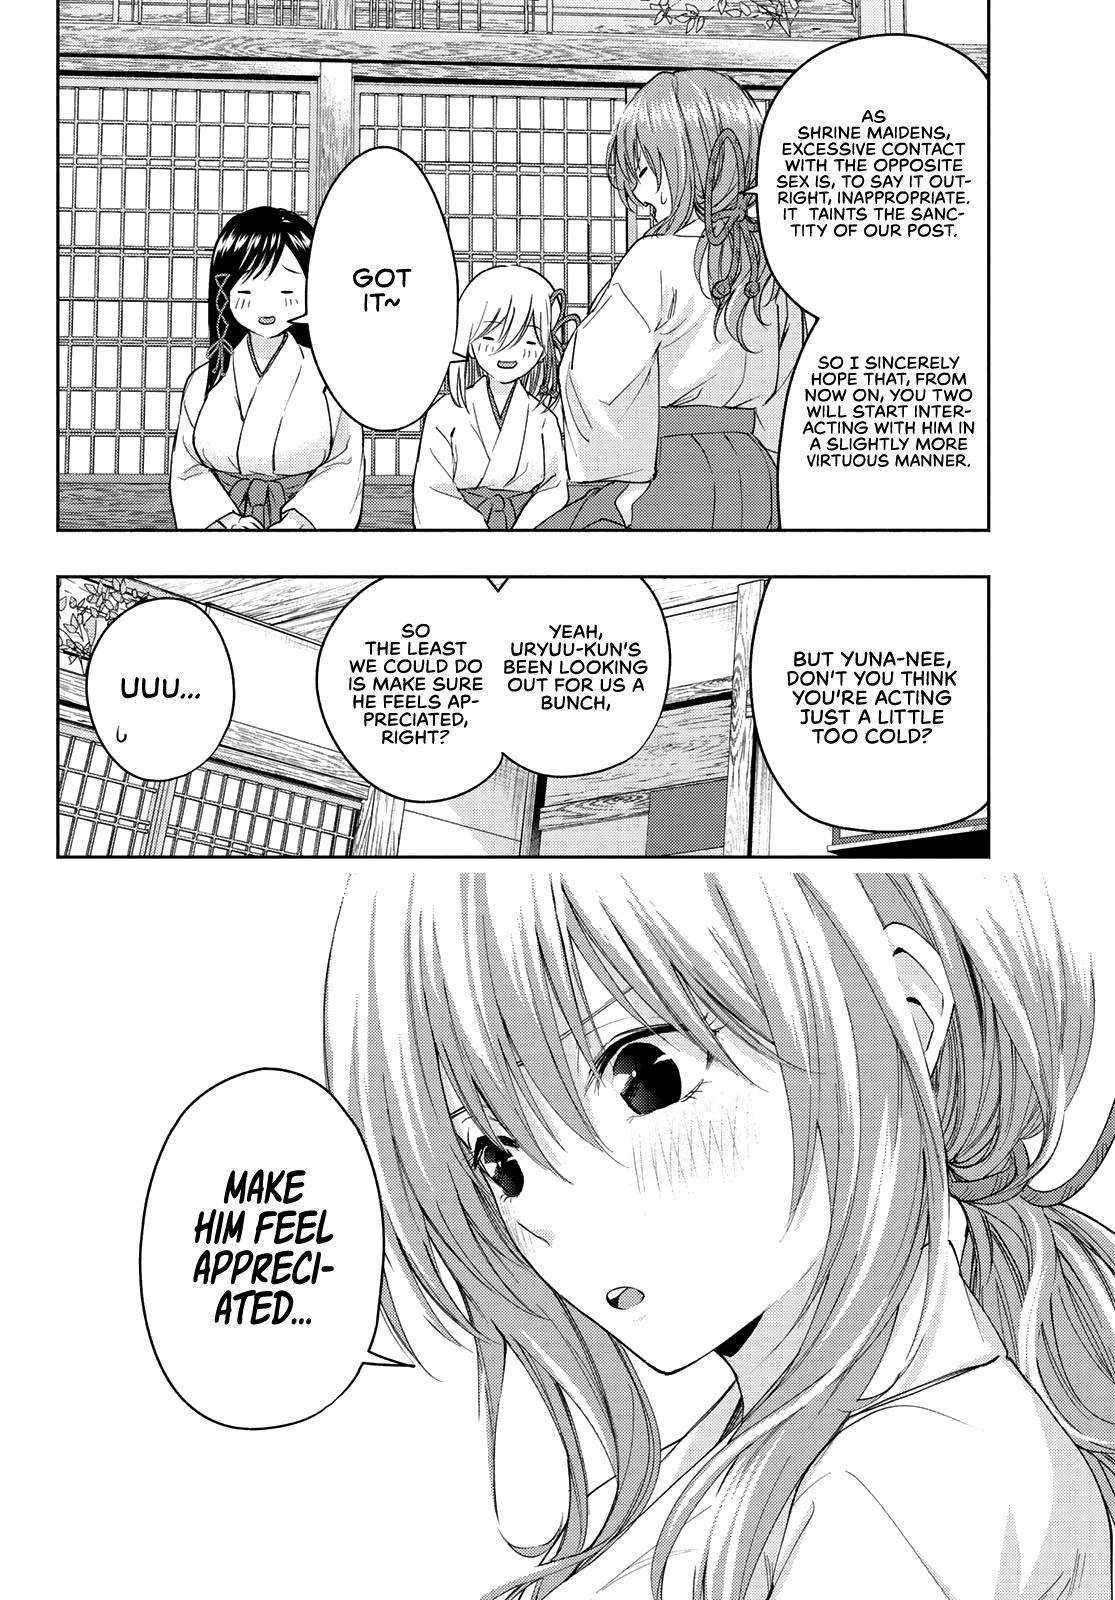 AS
SHRINE MAIDENS,
EXCESSIVE CONTACT
WITH THE OPPOSITE
SEX IS, TO SAY IT OUT-
RIGHT, INAPPROPRIATE.
IT TAINTS THE SANC-
TITY OF OUR POST.
SO I SINCERELY
HOPE THAT, FROM
NOW ON, YOU TWO
WILL START INTER-
ACTING WITH HIM IN
A SLIGHTLY MORE
VIRTUOUS MANNER.
GOT
IT~
BUT YUNA-NEE,
DON'T YOU THINK
YOU'RE ACTING
JUST A LITTLE
TOO COLD?
YEAH,
URYUU-KUN'S
BEEN LOOKING
OUT FOR US A
BUNCH,
SO
THE LEAST
WE COULD DO
IS MAKE SURE
HE FEELS AP-
PRECIATED,
RIGHT?
UUU...
MAKE
HIM FEEL
APPRECI-
ATED...